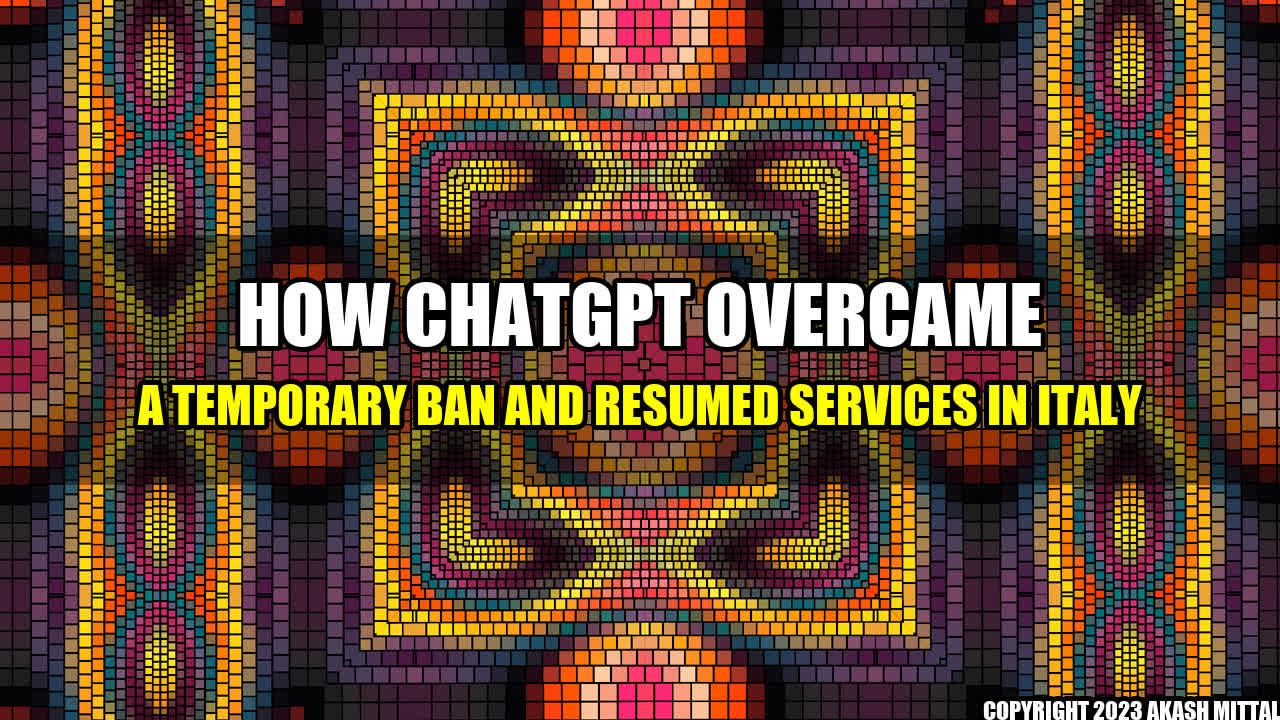 HOW CHATGPT OVERCAME
A TEMPORARY BAN AND RESUMED SERVICES IN ITALY
COPYRIGHT 2023 AKASH MITTAL